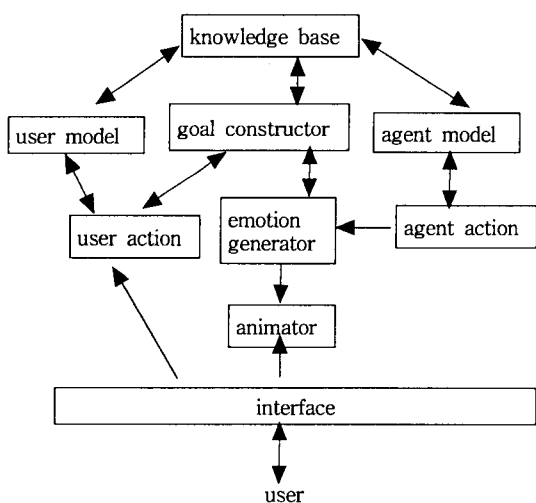 knowledge base
user model
goal constructor
agent model
user action
emotion
generator
agent action
animator
interface
user